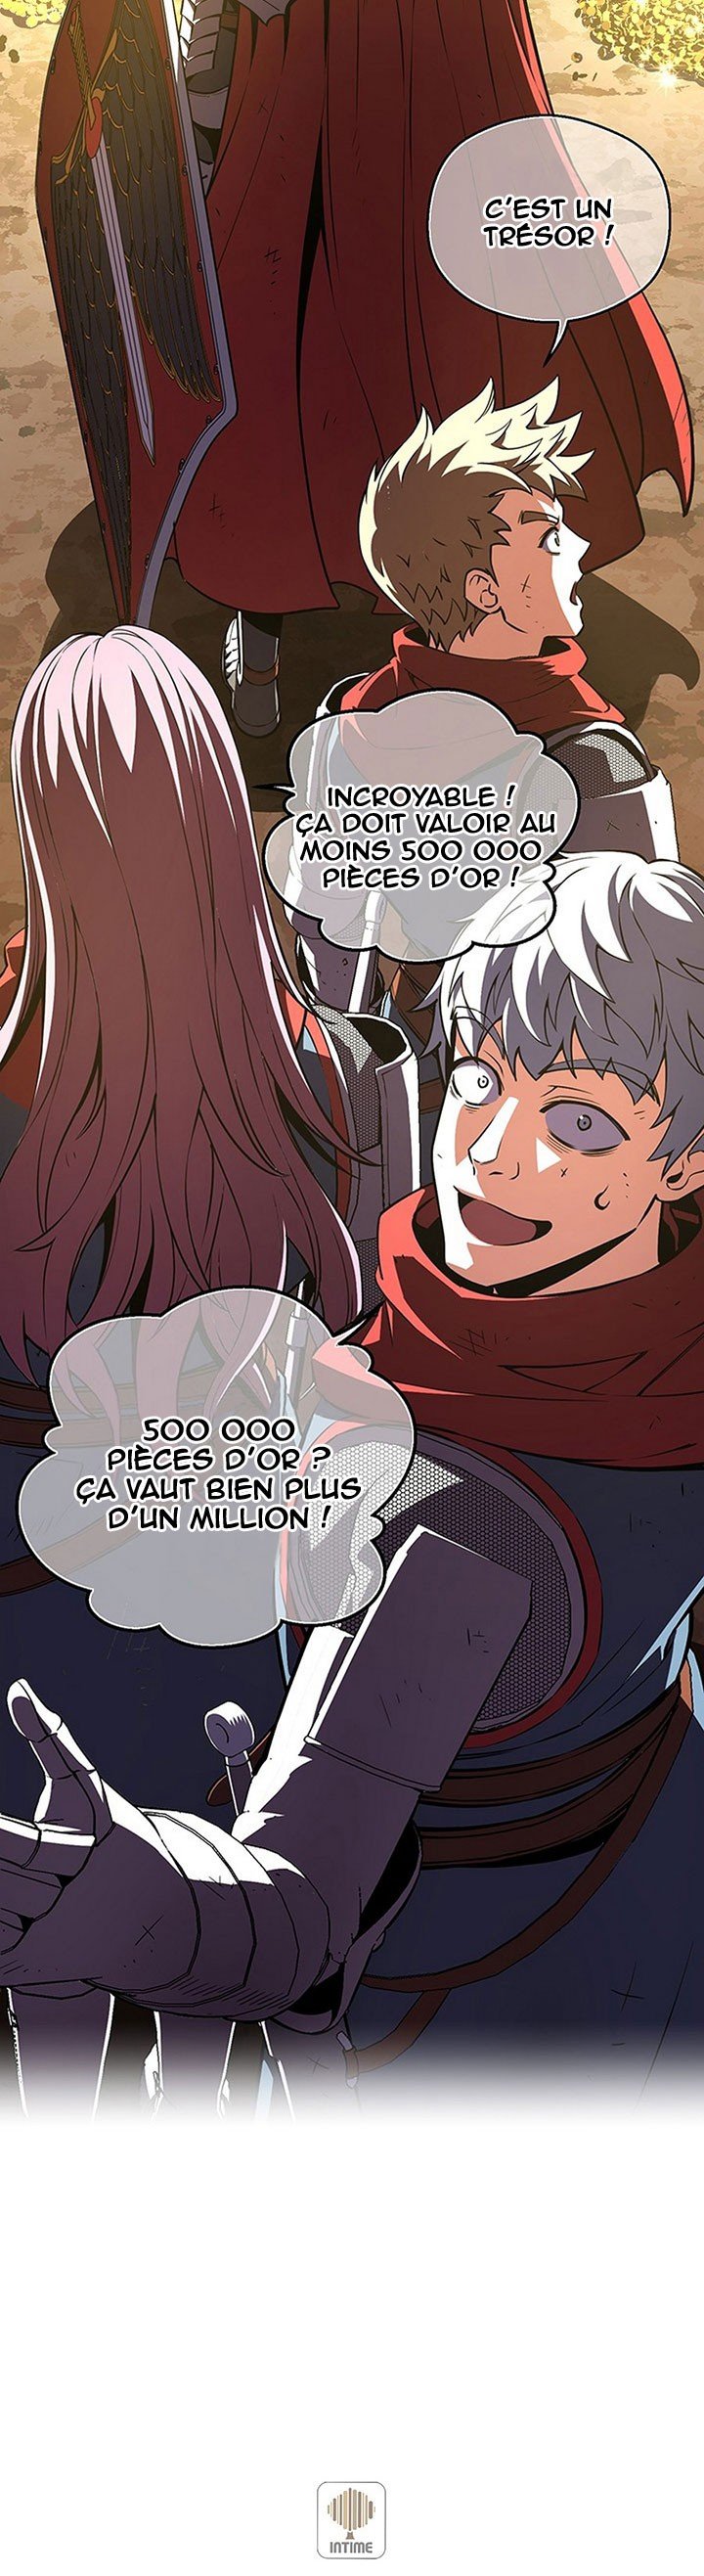 C'EST UN
TRÉSOR !
INCROYABLE !
ÇA DOIT VALOIR AU
MOINS 500 000
PIÈCES D'OR !
500 000
PIÈCES D'OR ?
ÇA VAUT BIEN PLUS
D'UN MILLION !
INTIME